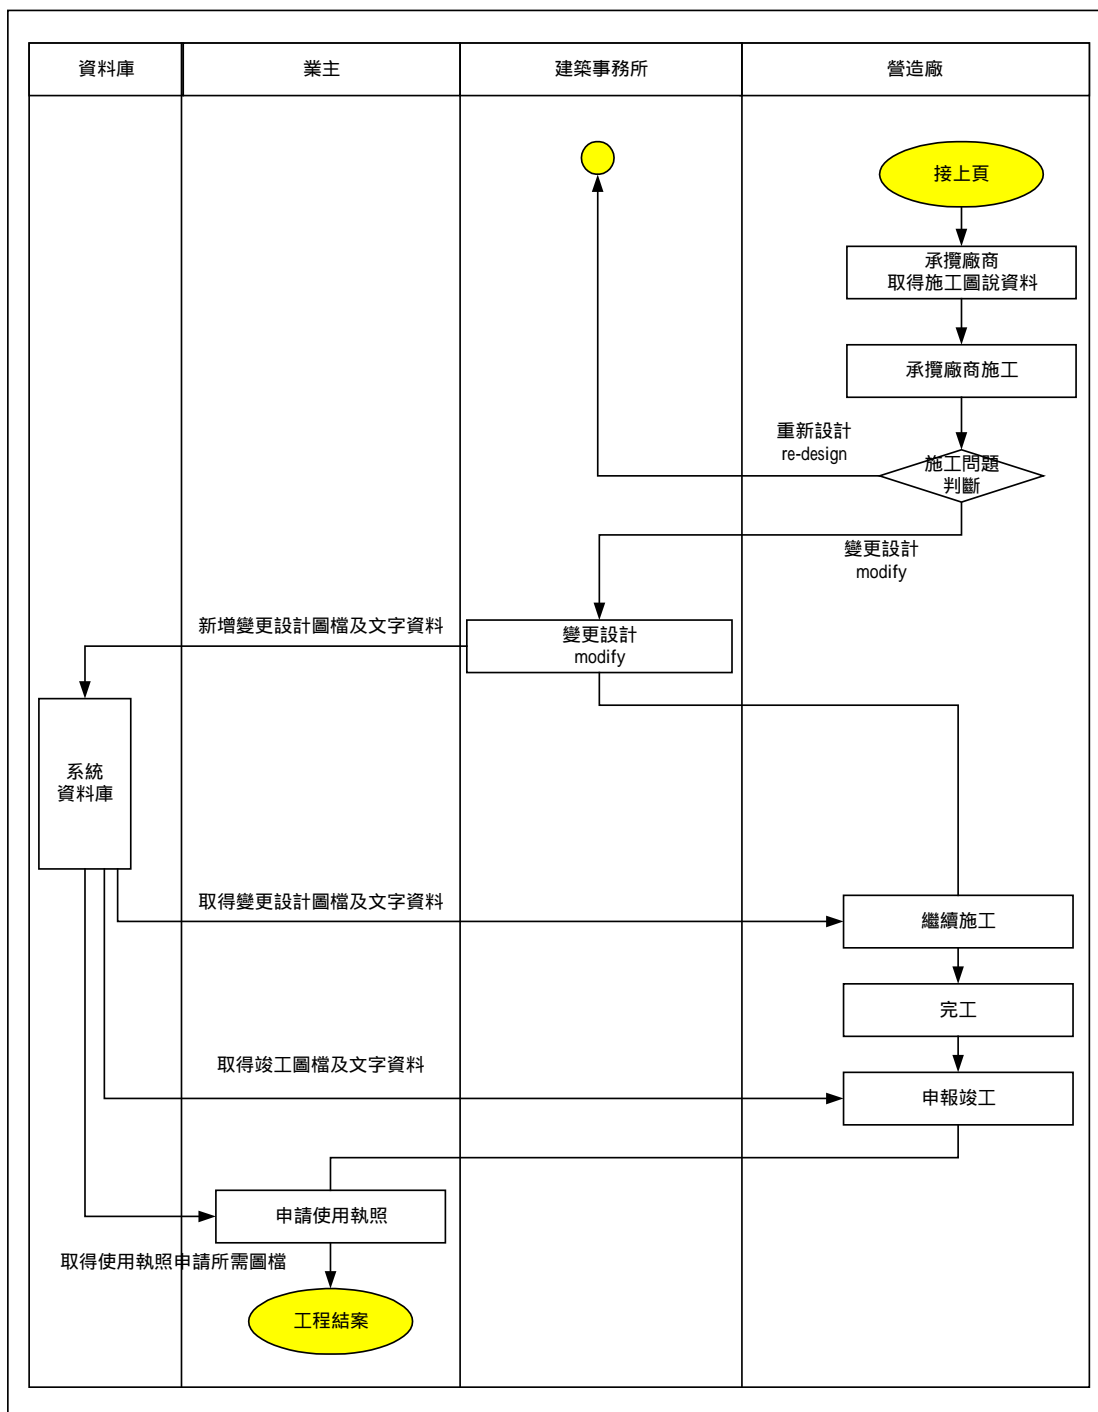 資料庫
業主
建築事務所
營造廠
接上頁
承攬廠商
取得施工圖說資料
承攬廠商施工
重新設計
re-design
施工問題
判斷
變更設計
modify
新增變更設計圖檔及文字資料
變更設計
modify
系統
資料庫
取得變更設計圖檔及文字資料
繼續施工
完工
取得竣工圖檔及文字資料
申報竣工
申請使用執照
取得使用執照申請所需圖檔
工程結案